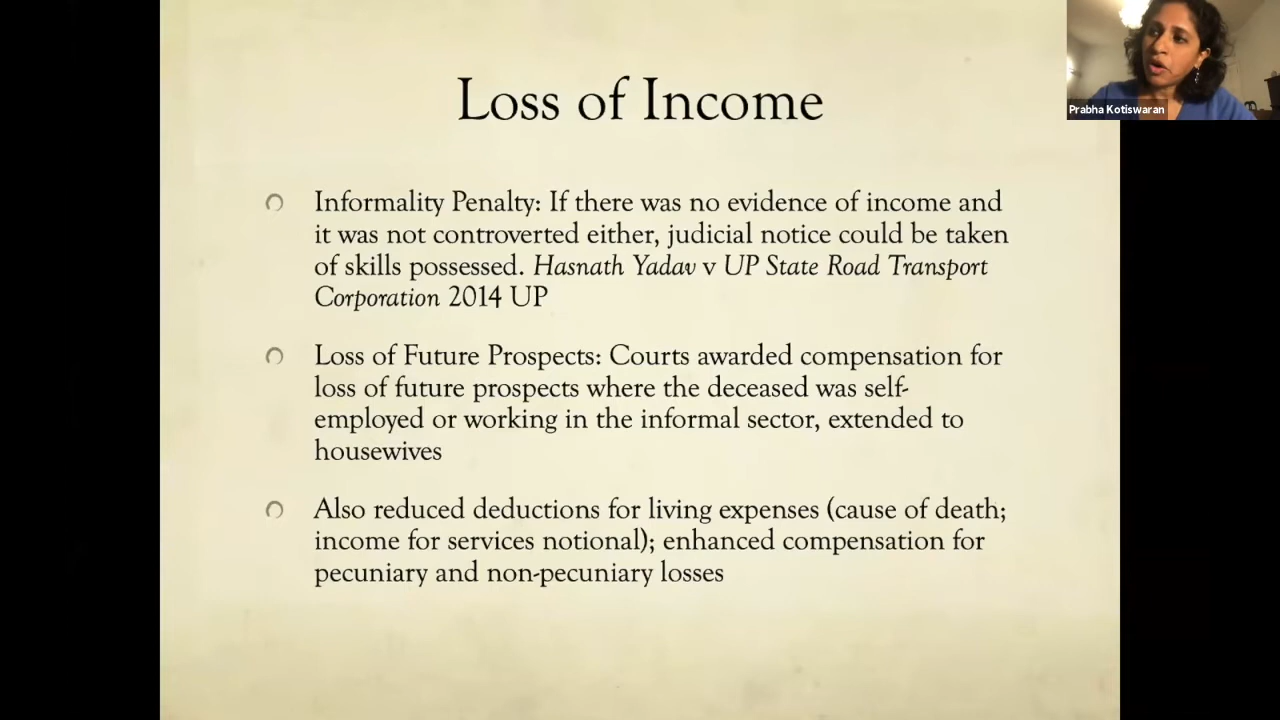 Loss of Income
Prabha Kotiswaran
Informality Penalty: If there was no evidence of income and
it was not controverted either, judicial notice could be taken
of skills possessed. Hasnath Yadav v UP State Road Transport
Corporation 2014 UP
Loss of Future Prospects: Courts awarded compensation for
loss of future prospects where the deceased was self-
employed or working in the informal sector, extended to
housewives
Also reduced deductions for living expenses (cause of death;
income for services notional); enhanced compensation for
pecuniary and non-pecuniary losses